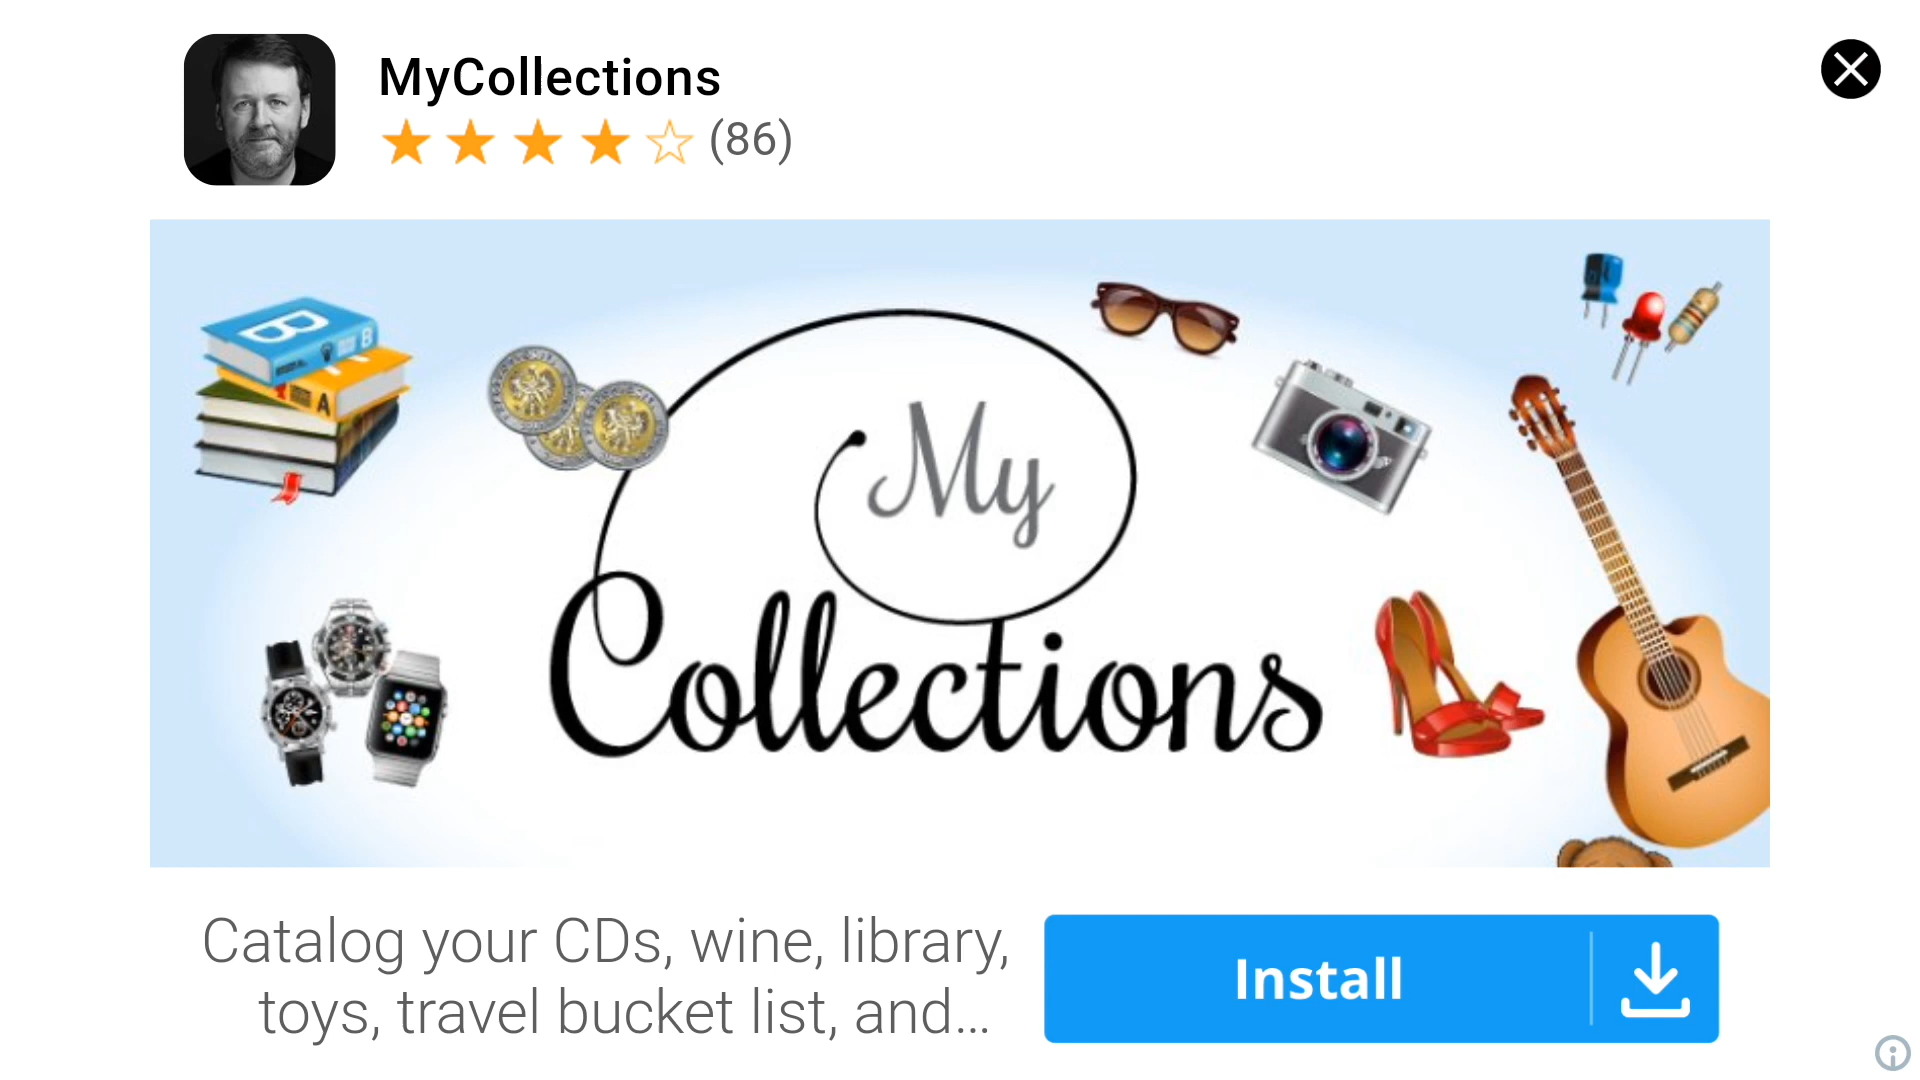 MyCollections
(86)
B
B
A
My
Collections
Catalog your CDs, wine, library,
toys, travel bucket list, and...
Install